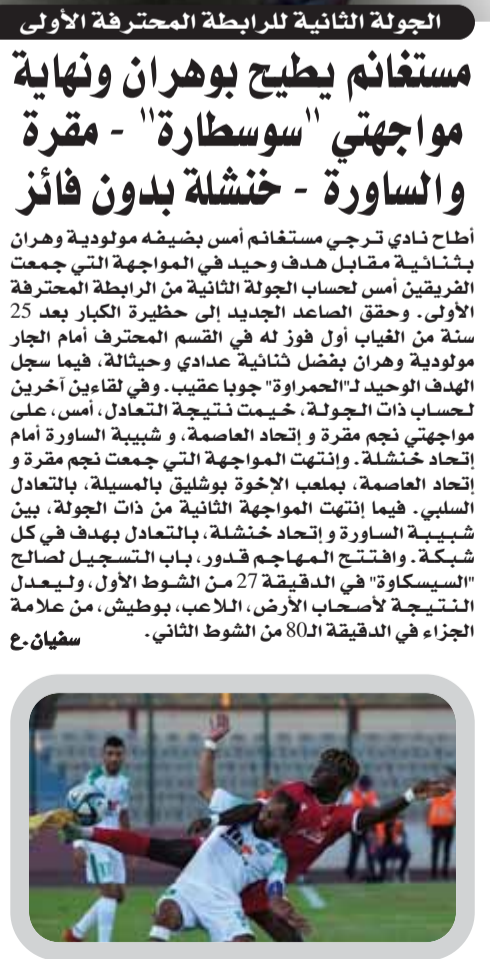 الجولة الثانية للرابطة المحترفة الأولى
مستغانم يطيح بوهران ونهاية
مواجهتي "سوسطارة" - مقرة
والساورة - خنشلة بدون فائز
أطاح نادي ترجي مستغانم أمس بضيفه مولودية وهران
بثنائية مقابل هدف وحيد في المواجهة التي جمعت
الفريقين أمس لحساب الجولة الثانية من الرابطة المحترفة
الأولى. وحقق الصاعد الجديد إلى حظيرة الكبار بعد 25
سنة من الغياب أول فوز له في القسم المحترف أمام الجار
مولودية وهران بفضل ثنائية عدادي وحيثالة، فيما سجل
الهدف الوحيد لـ"الحمراوة" جوبا عقيب. وفي لقاءين آخرين
لحساب ذات الجولة، خيمت نتيجة التعادل، أمس، على
مواجهتي نجم مقرة و إتحاد العاصمة، و شبيبة الساورة أمام
إتحاد خنشلة. وإنتهت المواجهة التي جمعت نجم مقرة و
إتحاد العاصمة، بملعب الإخوة بوشليق بالمسيلة، بالتعادل
السلبي. فيما إنتهت المواجهة الثانية من ذات الجولة، بين
شبيبة الساورة و إتحاد خنشلة، بالتعادل بهدف في كل
شبكة. وافتتح المهاجم قدور، باب التسجيل لصالح
"السيسكاوة" في الدقيقة 27 من الشوط الأول، وليعدل
النتيجة لأصحاب الأرض، اللاعب، بوطيش، من علامة
الجزاء في الدقيقة الـ80 من الشوط الثاني. سفيان.ع